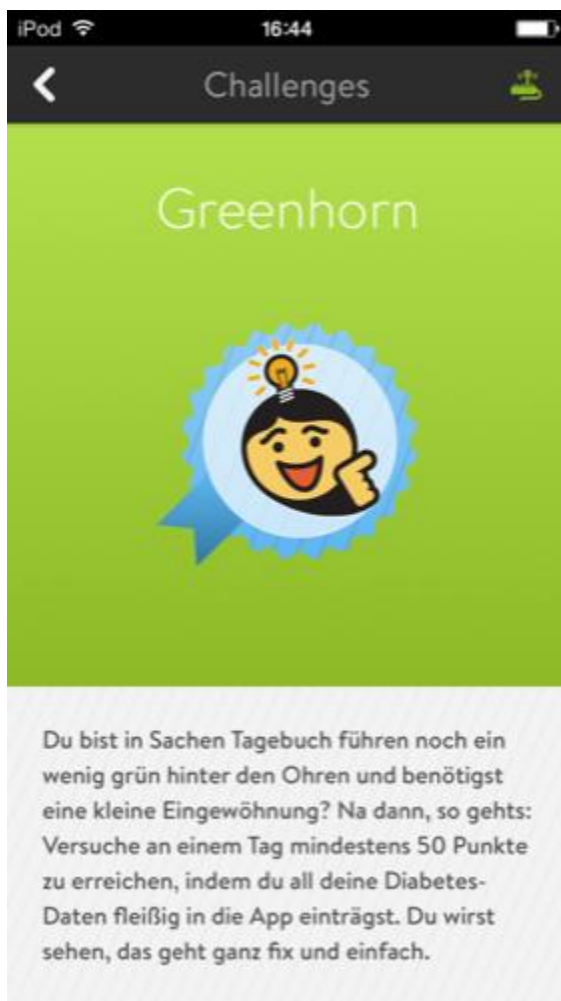 iPod 16:44
Challenges
Greenhorn
Du bist in Sachen Tagebuch führen noch ein
wenig grün hinter den Ohren und benötigst
eine kleine Eingewöhnung? Na dann, so gehts:
Versuche an einem Tag mindestens 50 Punkte
zu erreichen, indem du all deine Diabetes-
Daten fleißig in die App einträgst. Du wirst
sehen, das geht ganz fix und einfach.